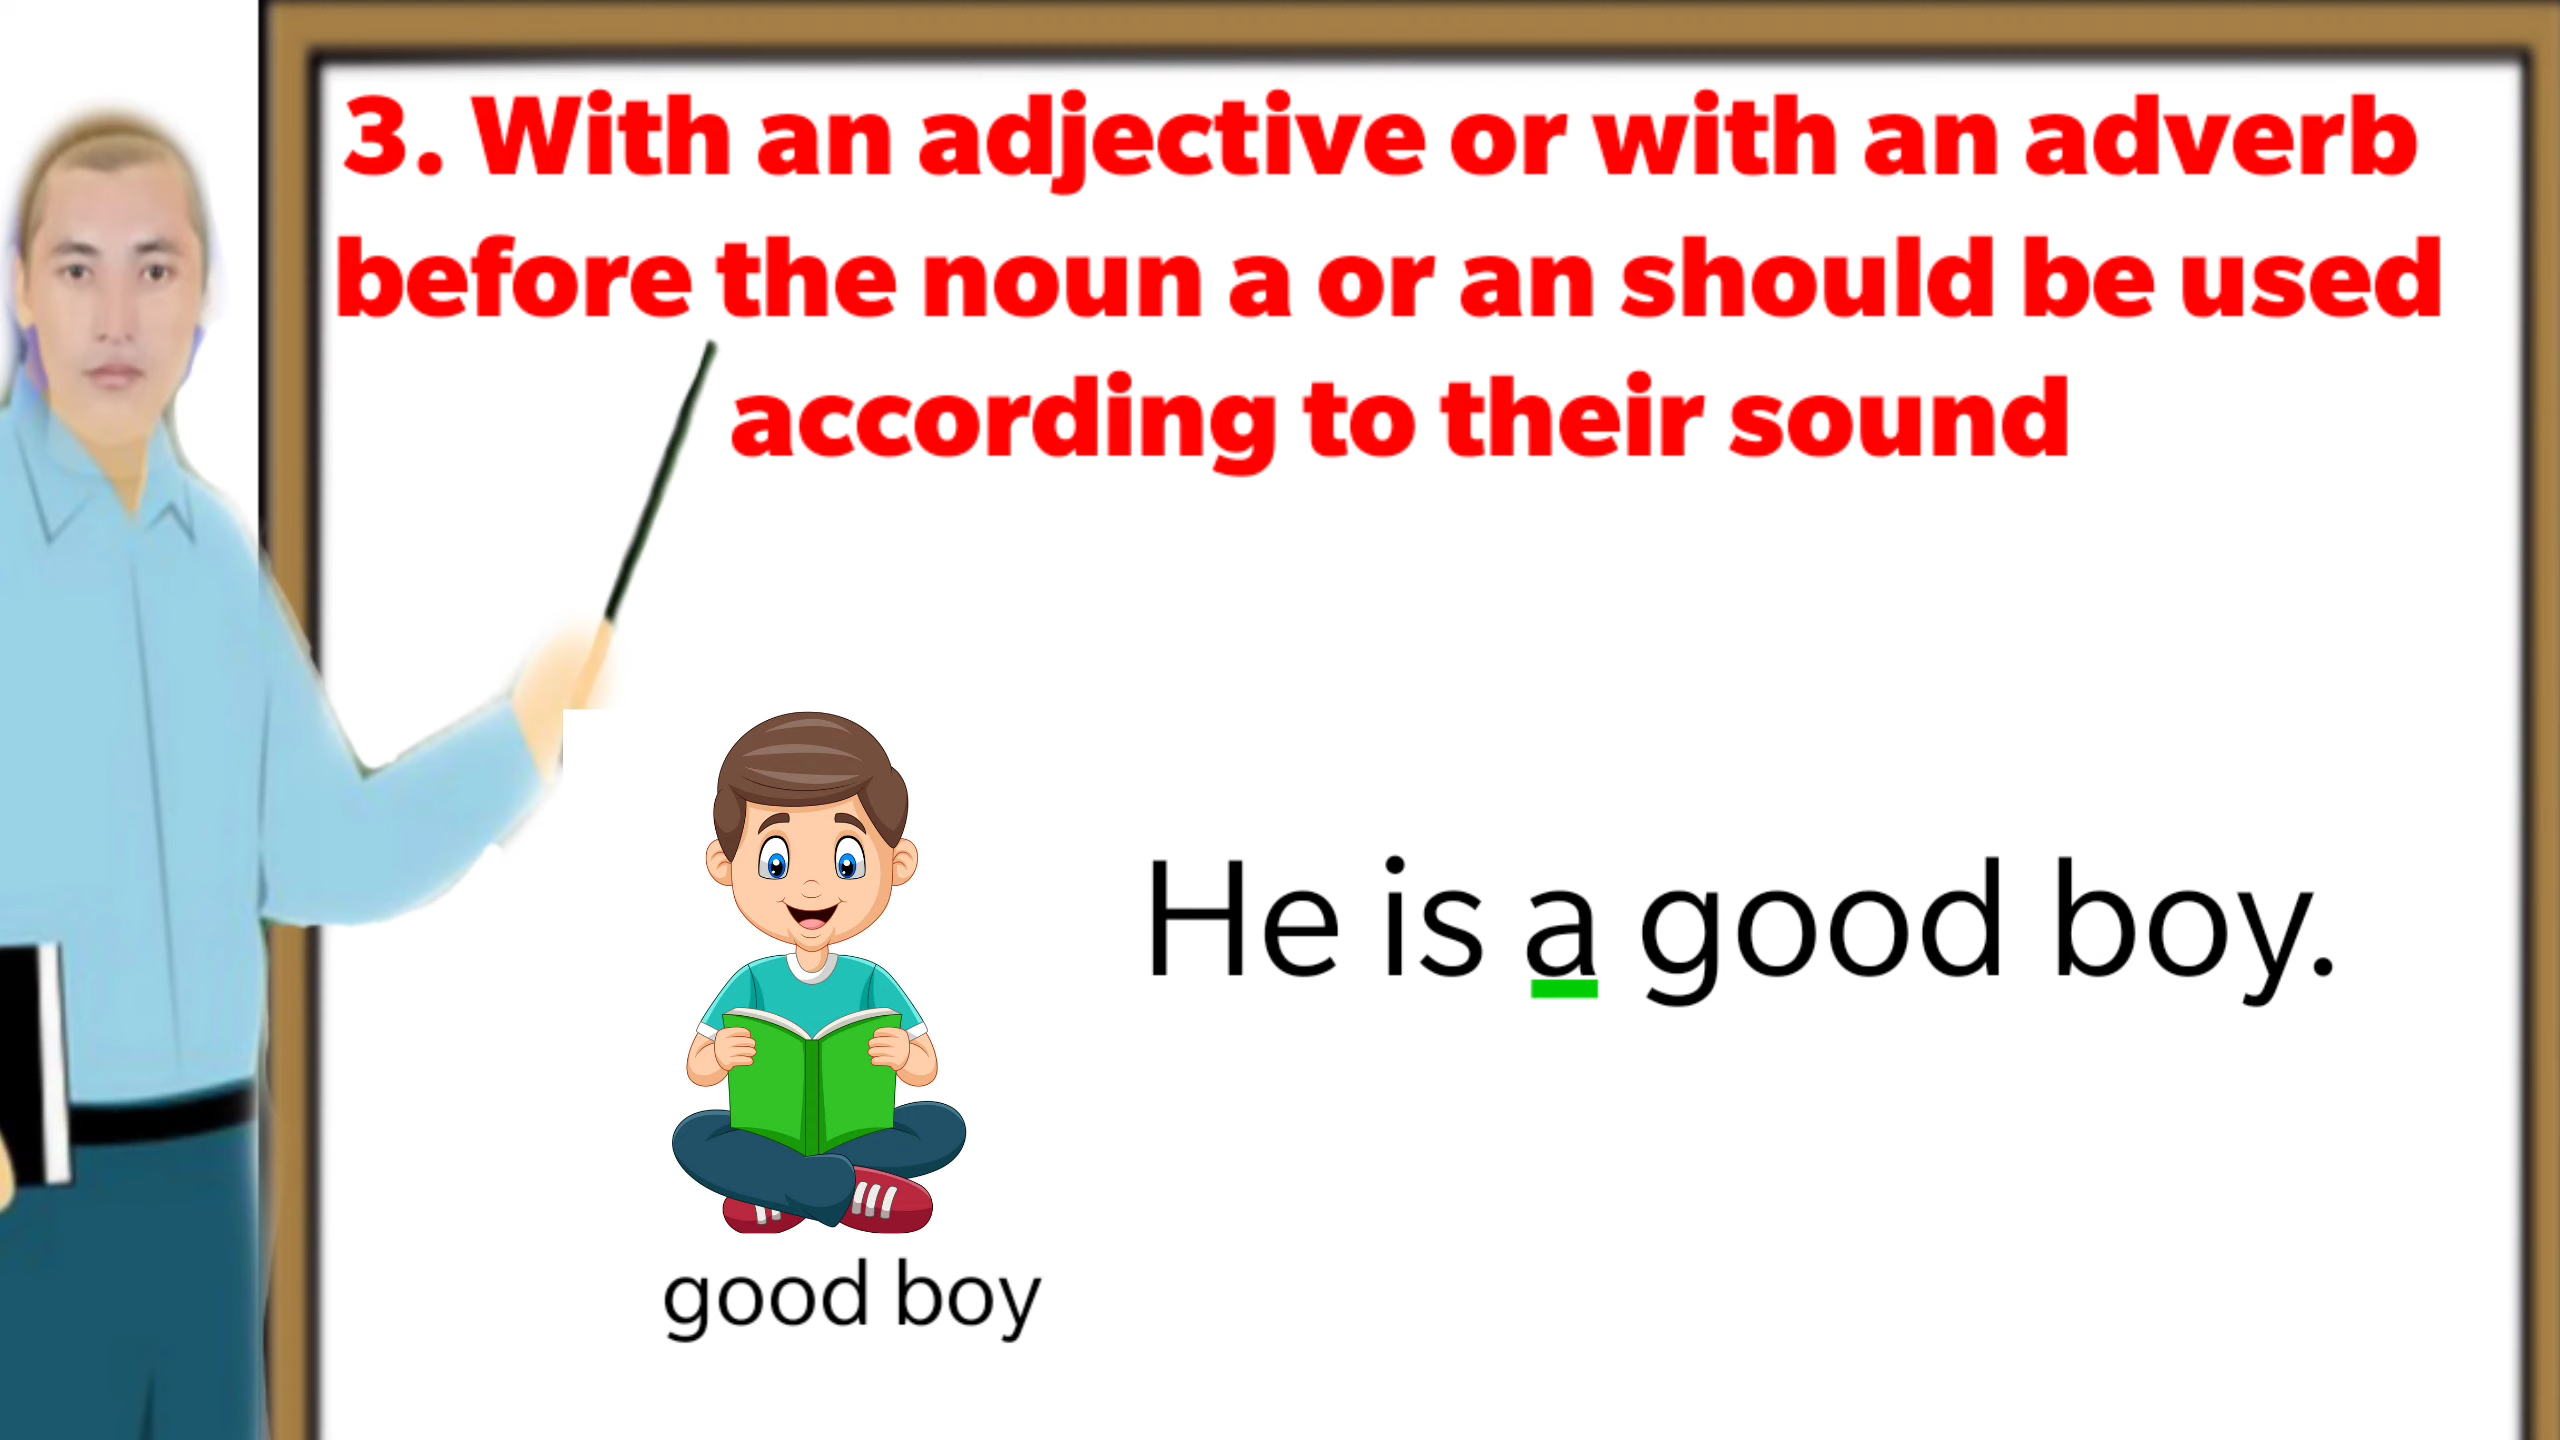 3. With an adjective or with an adverb
before the noun a or an should be used
according to their sound
He is a good boy.
good boy